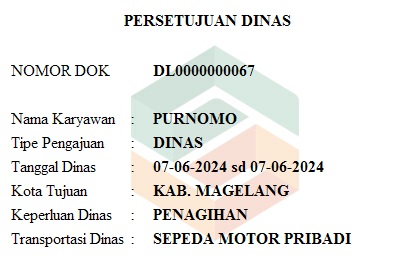 PERSETUJUAN DINAS
NOMOR DOK DL0000000067
Nama Karyawan : PURNOMO
Tipe Pengajuan : DINAS
Tanggal Dinas : 07-06-2024 sd 07-06-2024
Kota Tujuan : KAB. MAGELANG
Keperluan Dinas : PENAGIHAN
Transportasi Dinas : SEPEDA MOTOR PRIBADI